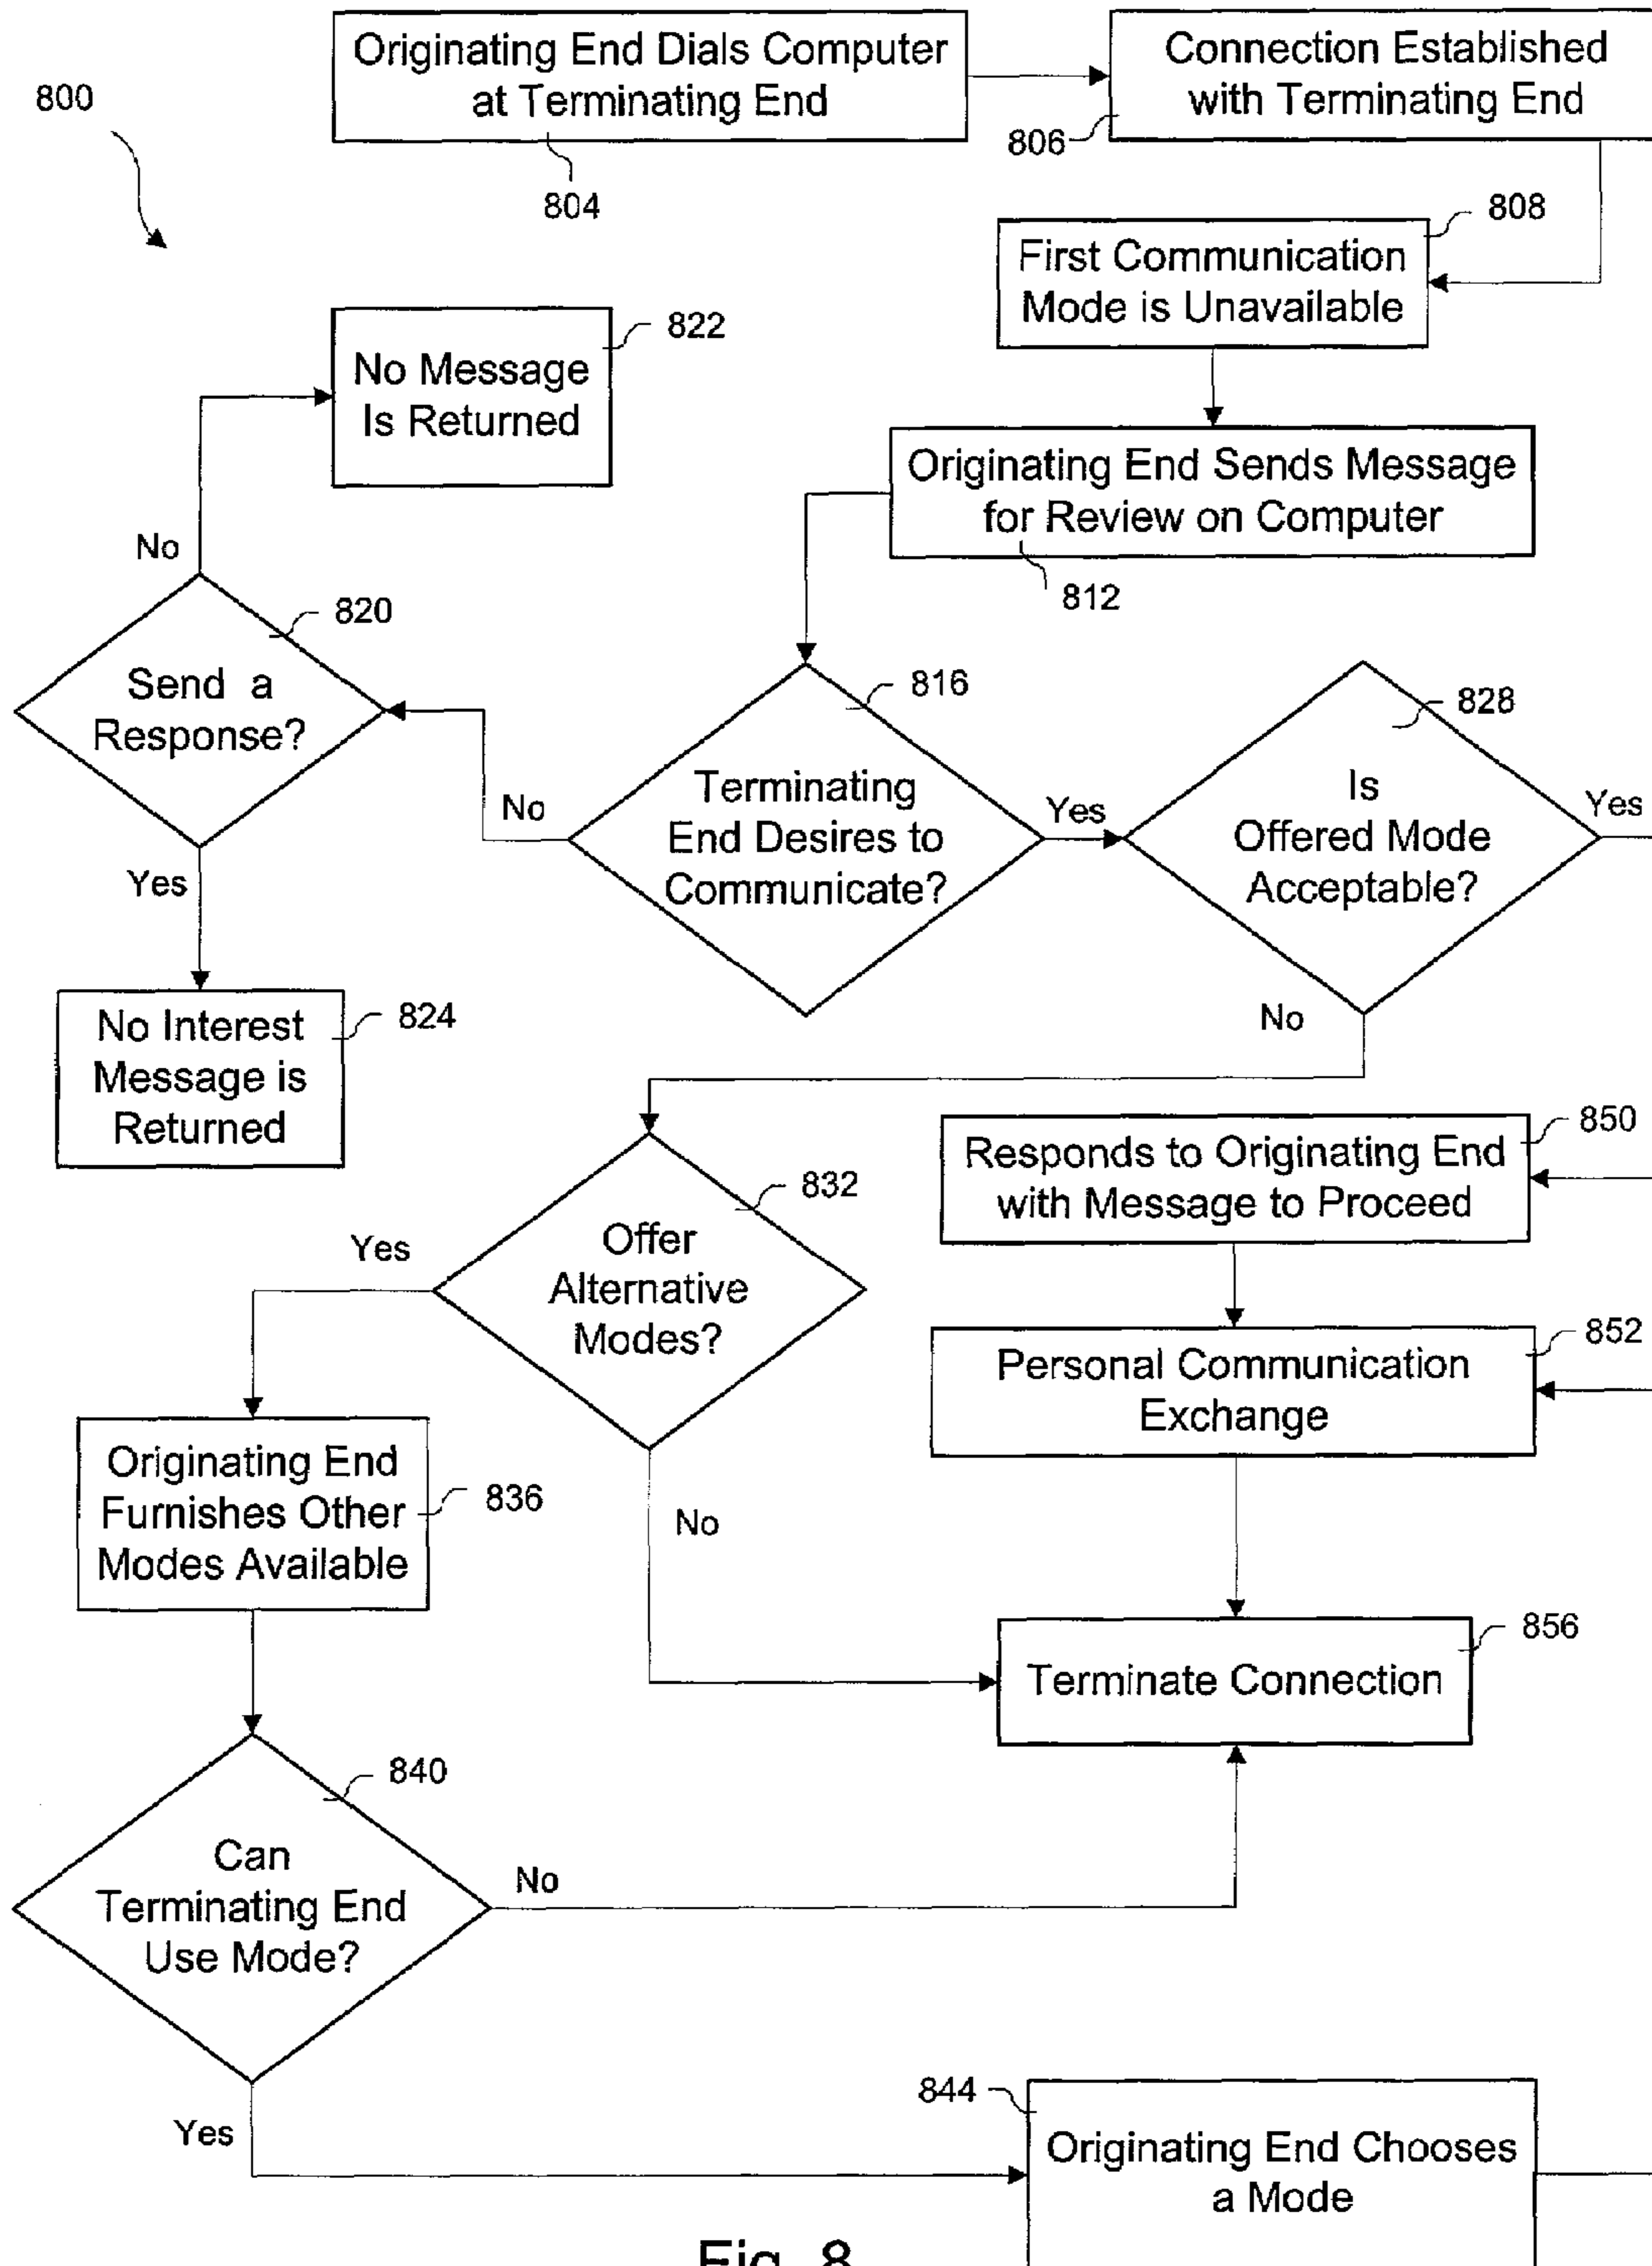 800
Originating End Dials Computer
at Terminating End
804
Connection Established
with Terminating End
806
808
First Communication
Mode is Unavailable
822
No Message
Is Returned
Originating End Sends Message
for Review on Computer
812
No
820
Send a
Response?
Yes
816
Terminating
End Desires to
Communicate?
No
Yes
828
Is
Offered Mode
Acceptable?
Yes
No
824
No Interest
Message is
Returned
850
Responds to Originating End
with Message to Proceed
832
Offer
Alternative
Modes?
Yes
No
852
Personal Communication
Exchange
Originating End
Furnishes Other
Modes Available
836
856
Terminate Connection
840
Can
Terminating End
Use Mode?
No
Yes
844
Originating End Chooses
a Mode
Fig. 8